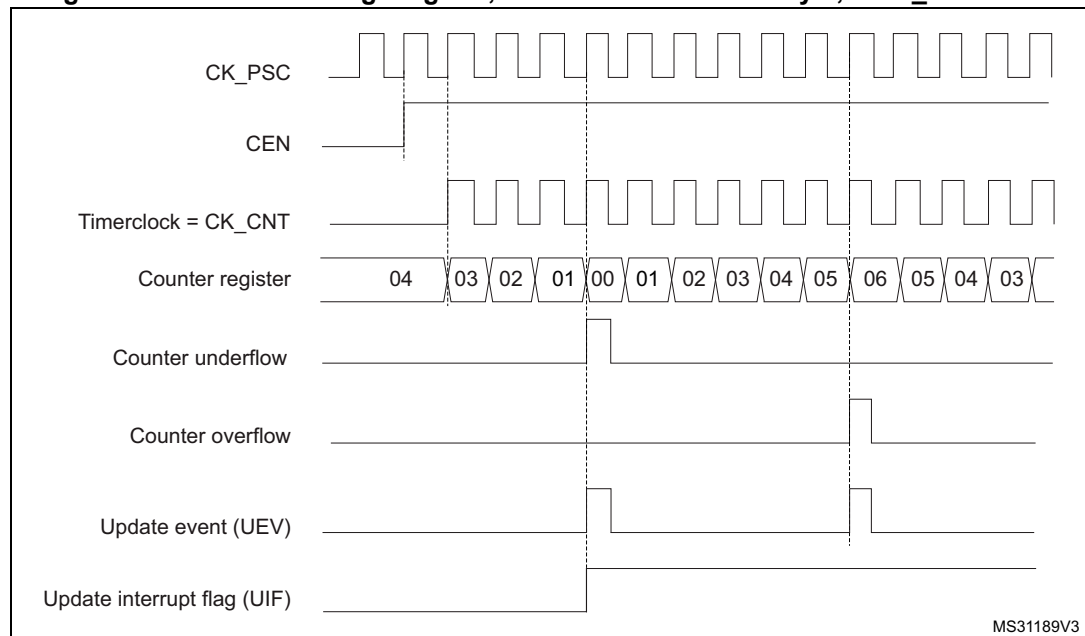 CK_PSC
CEN
Timerclock = CK_CNT
Counter register 04 03 02 01 00 01 02 03 04 05 06 05 04 03
Counter underflow
Counter overflow
Update event (UEV)
Update interrupt flag (UIF)
MS31189V3